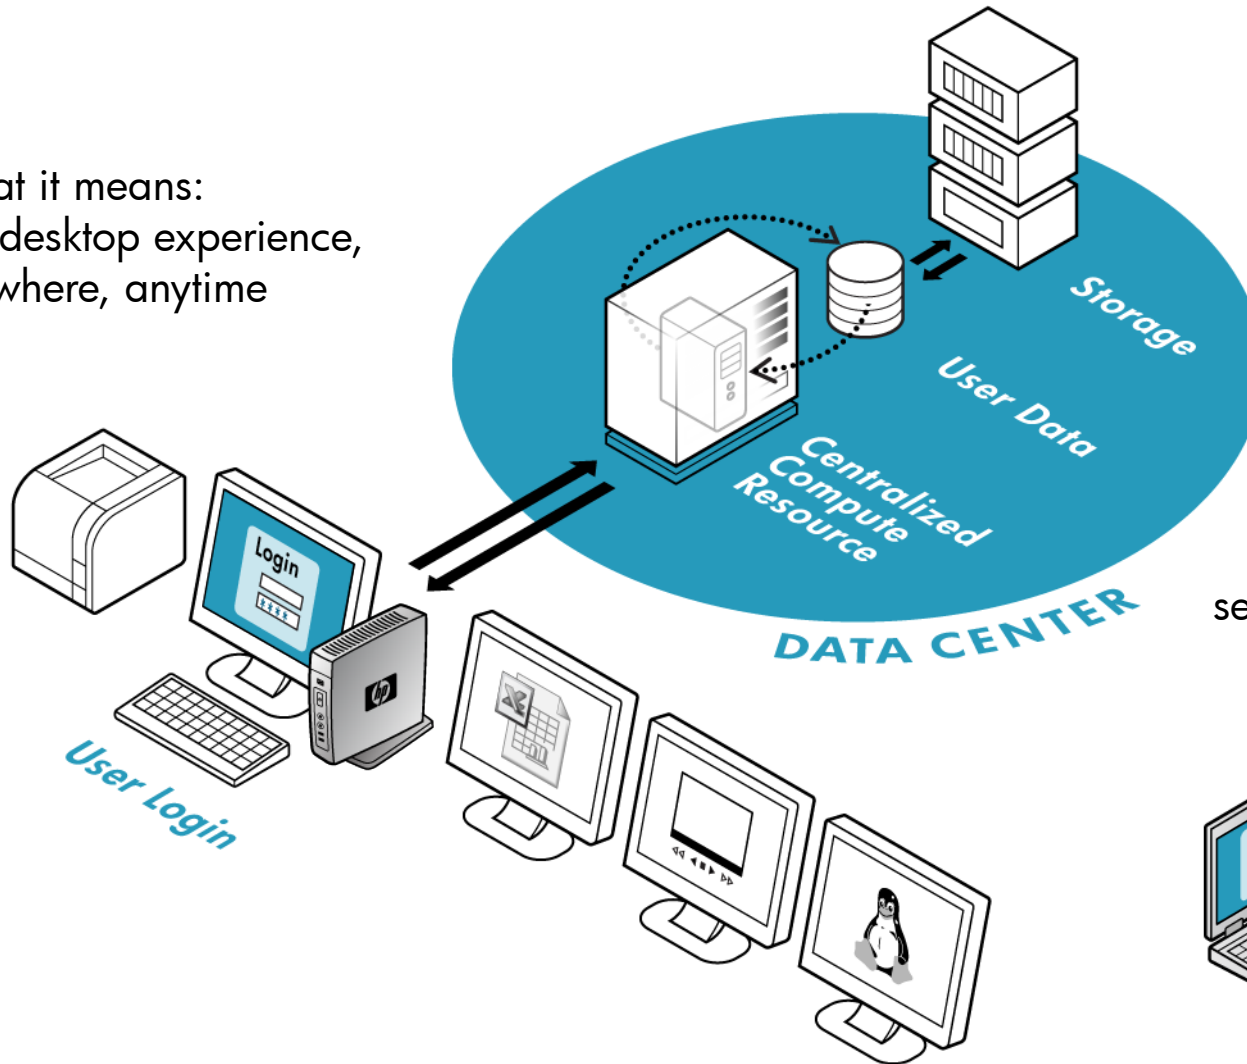 at it means:
desktop experience,
where, anytime
Storage
User Data
Centralized
Compute
Resource
DATA CENTER
se
Login
****
hp
User Login
X